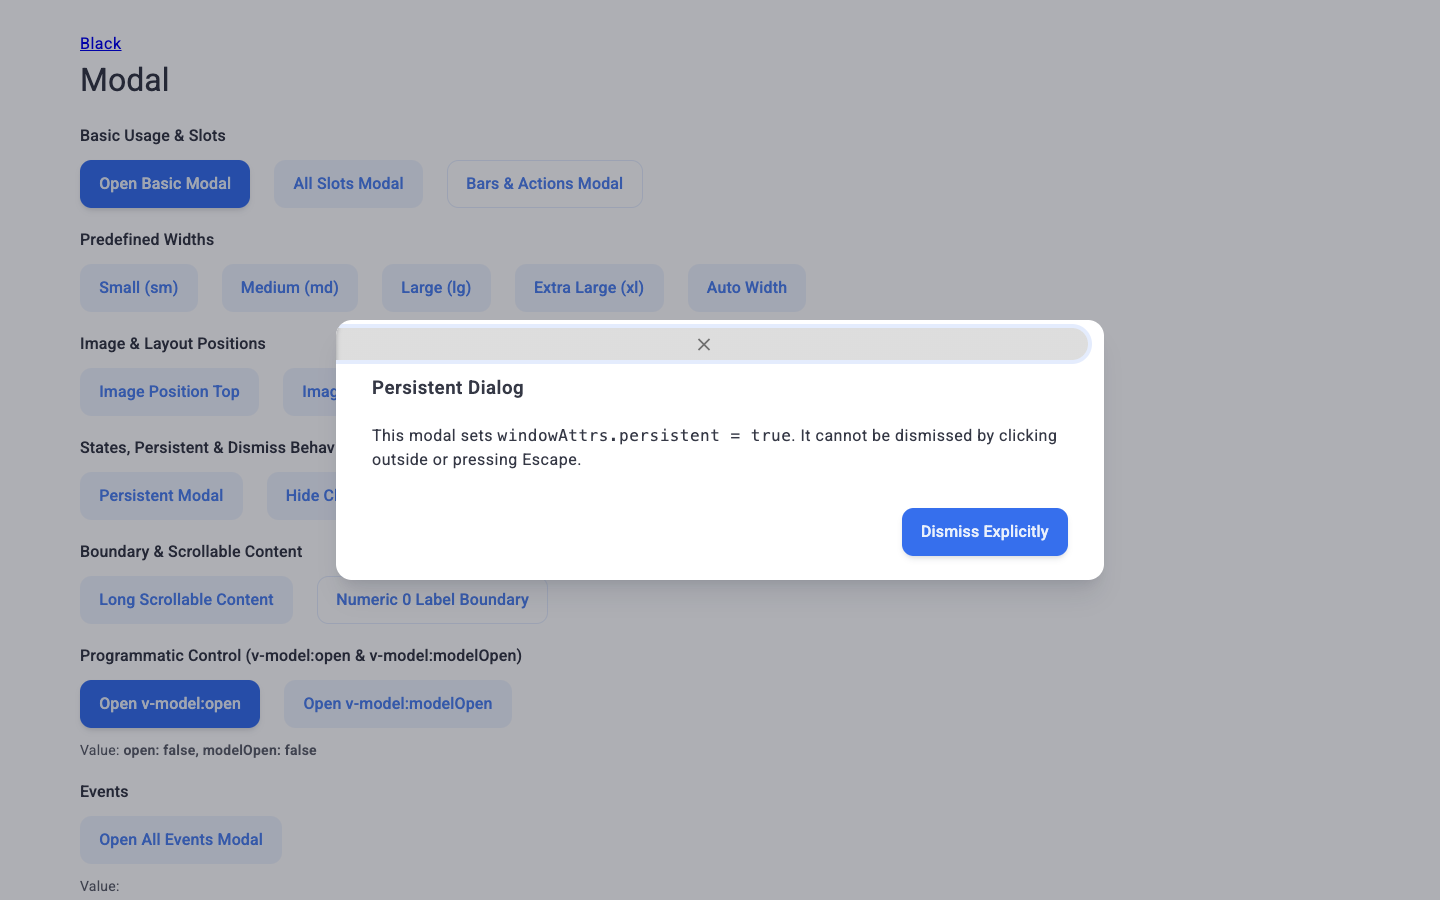 Black
Modal
Basic Usage & Slots
Open Basic Modal
All Slots Modal
Bars & Actions Modal
Predefined Widths
Small (sm)
Medium (md)
Large (lg)
Extra Large (xl)
Auto Width
Image & Layout Positions
Image Position Top
Imag
States, Persistent & Dismiss Behav
Persistent Modal
Hide Cl
Persistent Dialog
This modal sets windowAttrs.persistent = true. It cannot be dismissed by clicking
outside or pressing Escape.
Dismiss Explicitly
Boundary & Scrollable Content
Long Scrollable Content
Numeric 0 Label Boundary
Programmatic Control (v-model:open & v-model:modelOpen)
Open v-model:open
Open v-model:modelOpen
Value: open: false, modelOpen: false
Events
Open All Events Modal
Value: